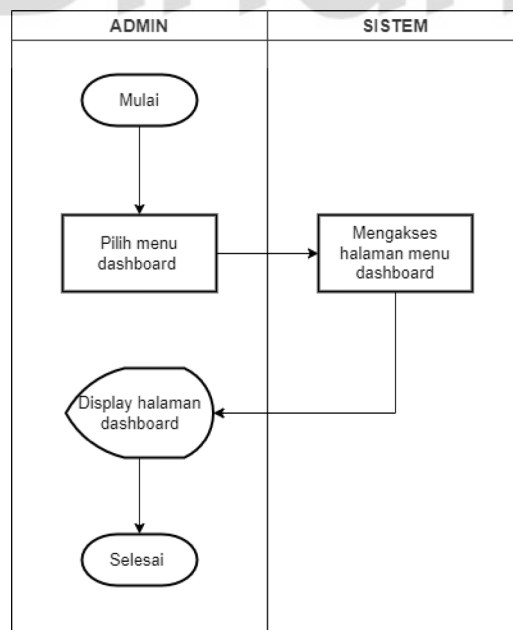 ADMIN
SISTEM
Mulai
Pilih menu
dashboard
Mengakses
halaman menu
dashboard
Display halaman
dashboard
Selesai